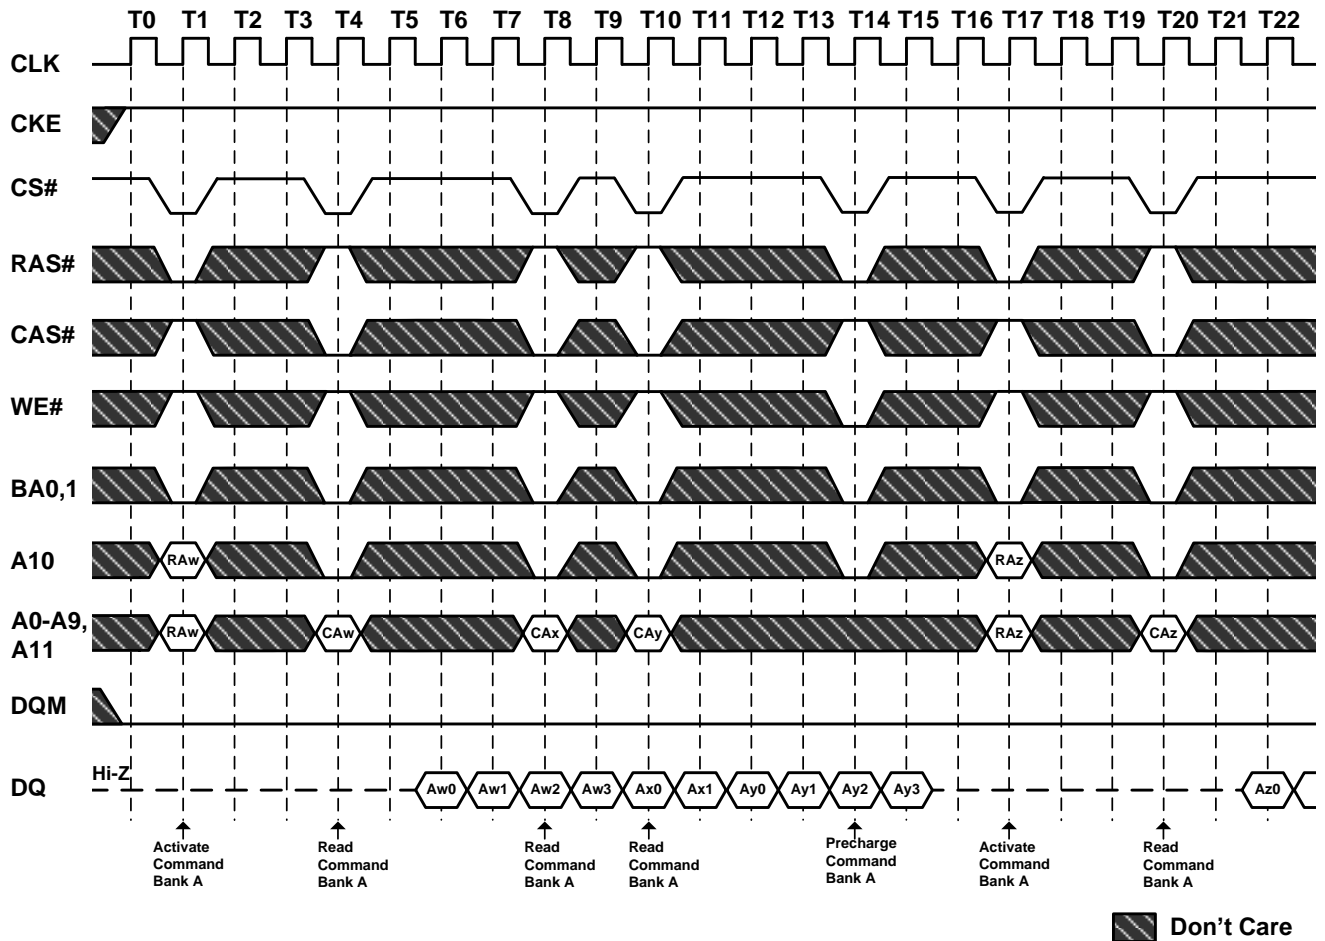 T0 T1 T2 T3 T4 T5 T6 T7 T8 T9 T10 T11 T12 T13 T14 T15 T16 T17 T18 T19 T20 T21 T22
CLK
CKE
CS#
RAS#
CAS#
WE#
BA0,1
A10 RAw RAz
A0-A9,
A11 RAw CAw CAx CAy RAz CAz
DQM
Hi-Z
DQ Aw0 Aw1 Aw2 Aw3 Ax0 Ax1 Ay0 Ay1 Ay2 Ay3 Az0
Activate
Command
Bank A
Read
Command
Bank A
Read
Command
Bank A
Read
Command
Bank A
Precharge
Command
Bank A
Activate
Command
Bank A
Read
Command
Bank A
Don't Care